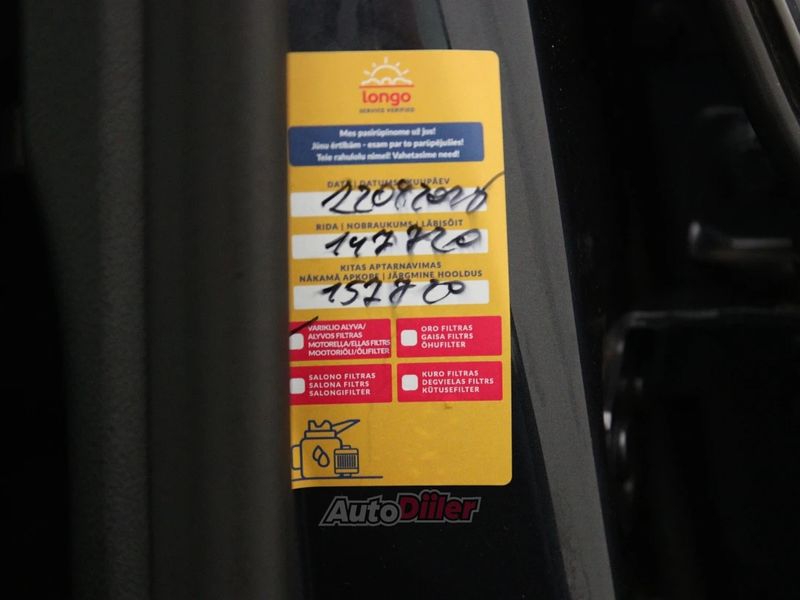 longo
SERVICE VERIFIED
Mes pasirūpinome už jus!
Jūsu ērtībām - esam par to parūpējušies!
Teie rahulolu nimel! Vahetasime need!
DATA | DATUMS | KUUPÄEV
RIDA | NOBRAUKUMS | LÄBISÕIT
147720
KITAS APTARNAVIMAS
NĀKAMĀ APKOPE | JÄRGMINE HOOLDUS
VARIKLIO ALYVA/
ALYVOS FILTRAS
MOTOREĻĻA/EĻĻAS FILTRS
MOOTORIÕLI/ÕLIFILTER
ORO FILTRAS
GAISA FILTRS
ÕHUFILTER
SALONO FILTRAS
SALONA FILTRS
SALONGIFILTER
KURO FILTRAS
DEGVIELAS FILTRS
KÜTUSEFILTER
AutoDiiler